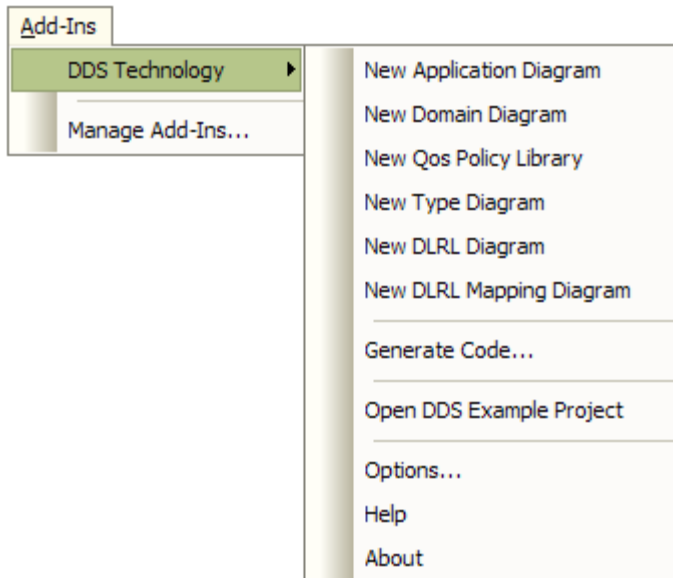 Add-Ins
DDS Technology
Manage Add-Ins...
New Application Diagram
New Domain Diagram
New Qos Policy Library
New Type Diagram
New DLRL Diagram
New DLRL Mapping Diagram
Generate Code...
Open DDS Example Project
Options...
Help
About